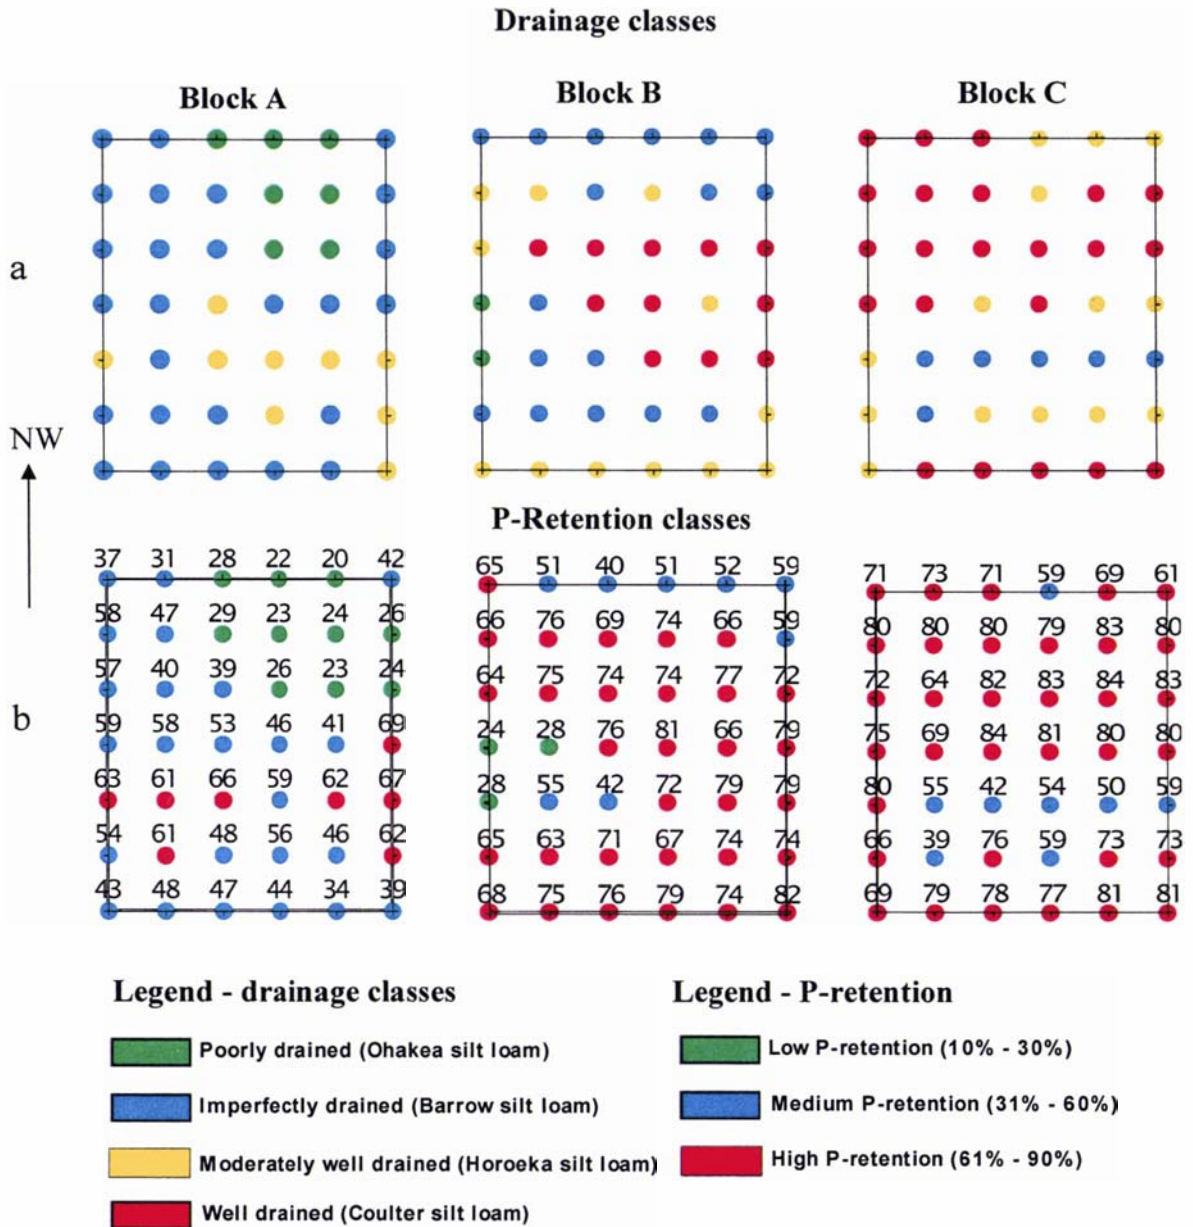 Drainage classes
Block A Block B Block C
a
NW
P-Retention classes
37 31 28 22 20 42 65 51 40 51 52 59 71 73 71 59 69 61
58 47 29 23 24 26 66 76 69 74 66 59 80 80 80 79 83 80
57 40 39 26 23 24 64 75 74 74 77 72 72 64 82 83 84 83
b
59 58 53 46 41 69 24 28 76 81 66 79 75 69 84 81 80 80
63 61 66 59 62 67 28 55 42 72 79 79 80 55 42 54 50 59
54 61 48 56 46 62 65 63 71 67 74 74 66 39 76 59 73 73
43 48 47 44 34 39 68 75 76 79 74 82 69 79 78 77 81 81
Legend - drainage classes Legend - P-retention
Poorly drained (Ohakea silt loam) Low P-retention (10% - 30%)
Imperfectly drained (Barrow silt loam) Medium P-retention (31% - 60%)
Moderately well drained (Horoeka silt loam) High P-retention (61% - 90%)
Well drained (Coulter silt loam)